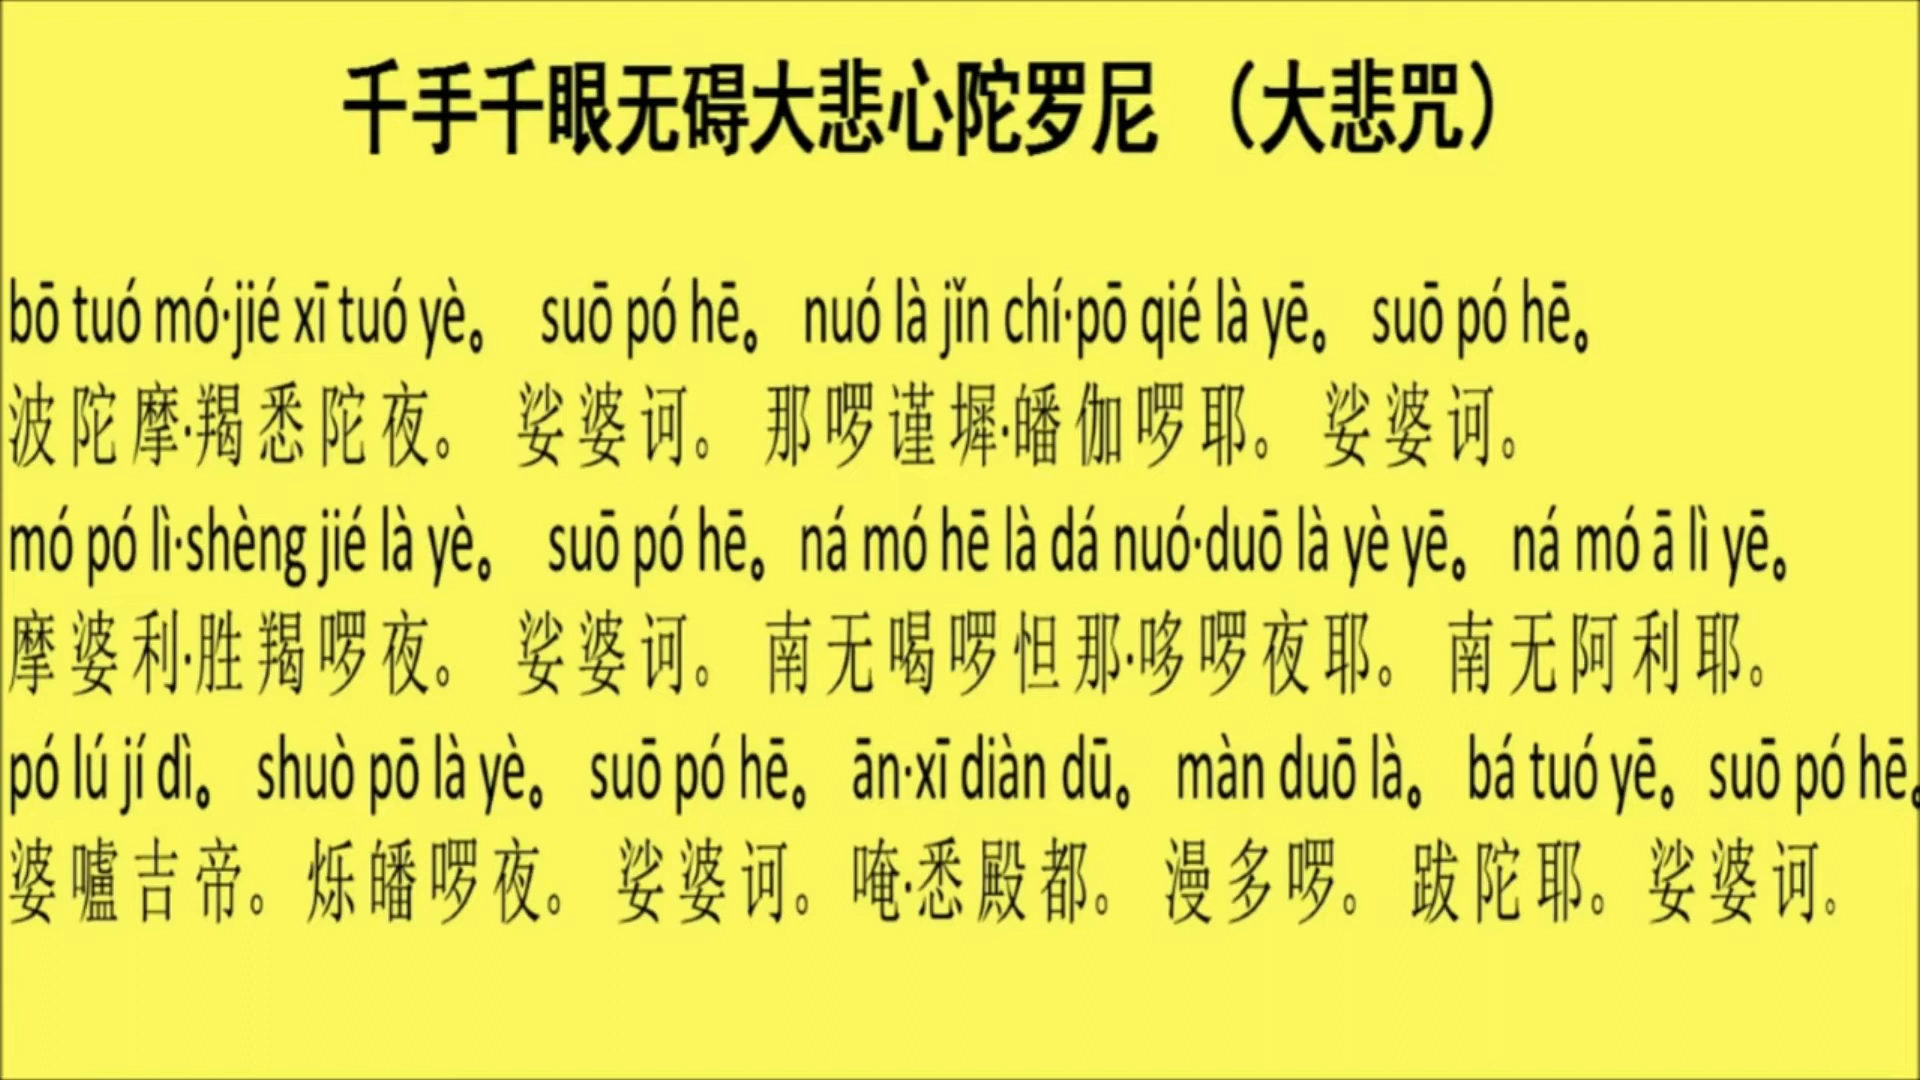 千手千眼无碍大悲心陀罗尼 （大悲咒）
bō tuó mó·jié xī tuó yè。 suō pó hē。 nuó là jǐn chí·pō qié là yē。 suō pó hē。
波陀摩·羯悉陀夜。 娑婆诃。 那啰谨墀·皤伽啰耶。 娑婆诃。
mó pó lì·shèng jié là yè。 suō pó hē。 ná mó hē là dá nuó·duō là yè yē。 ná mó ā lì yē。
摩婆利·胜羯啰夜。 娑婆诃。 南无喝啰怛那·哆啰夜耶。 南无阿利耶。
pó lú jí dì。 shuò pō là yè。 suō pó hē。 ān·xī diàn dū。 màn duō là。 bá tuó yē。 suō pó hē。
婆嚧吉帝。 烁皤啰夜。 娑婆诃。 唵·悉殿都。 漫多啰。 跋陀耶。 娑婆诃。